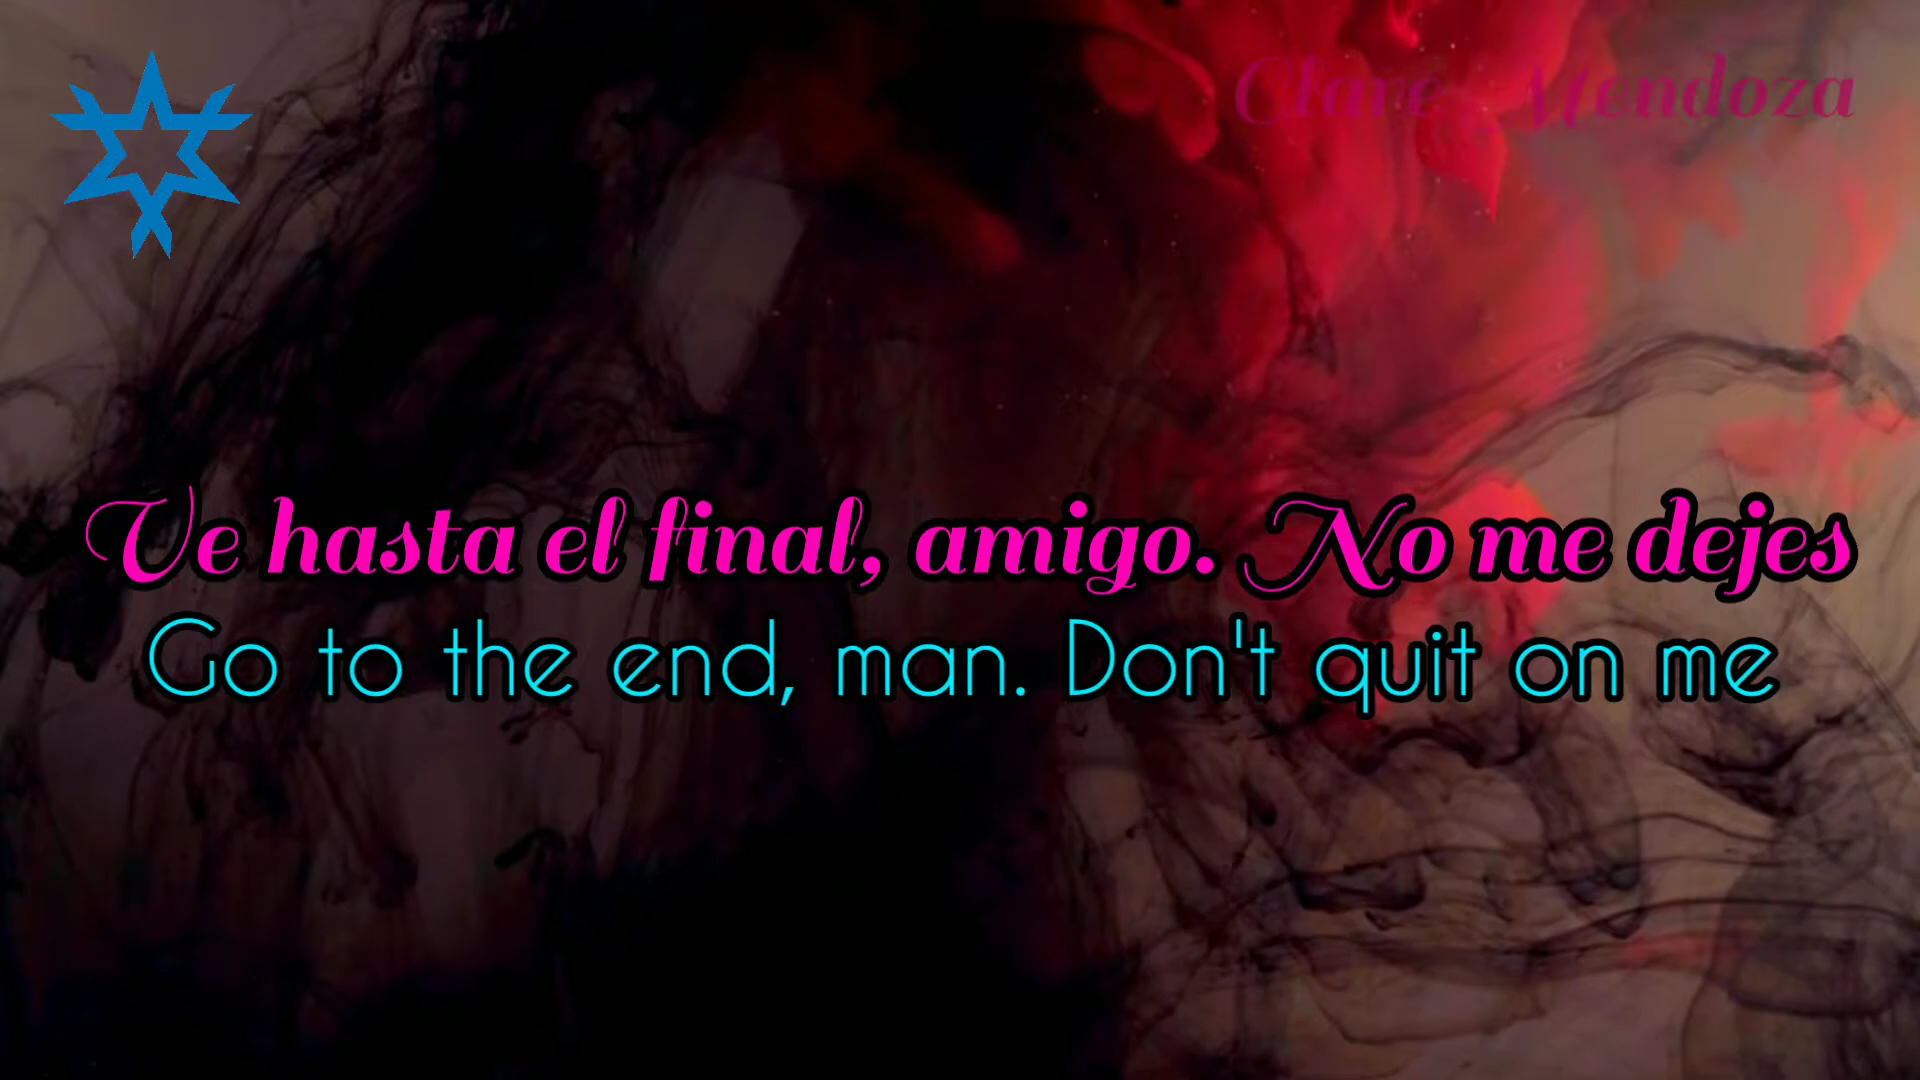 Clare Mendoza
Ve hasta el final, amigo. No me dejes
Go to the end, man. Don't quit on me